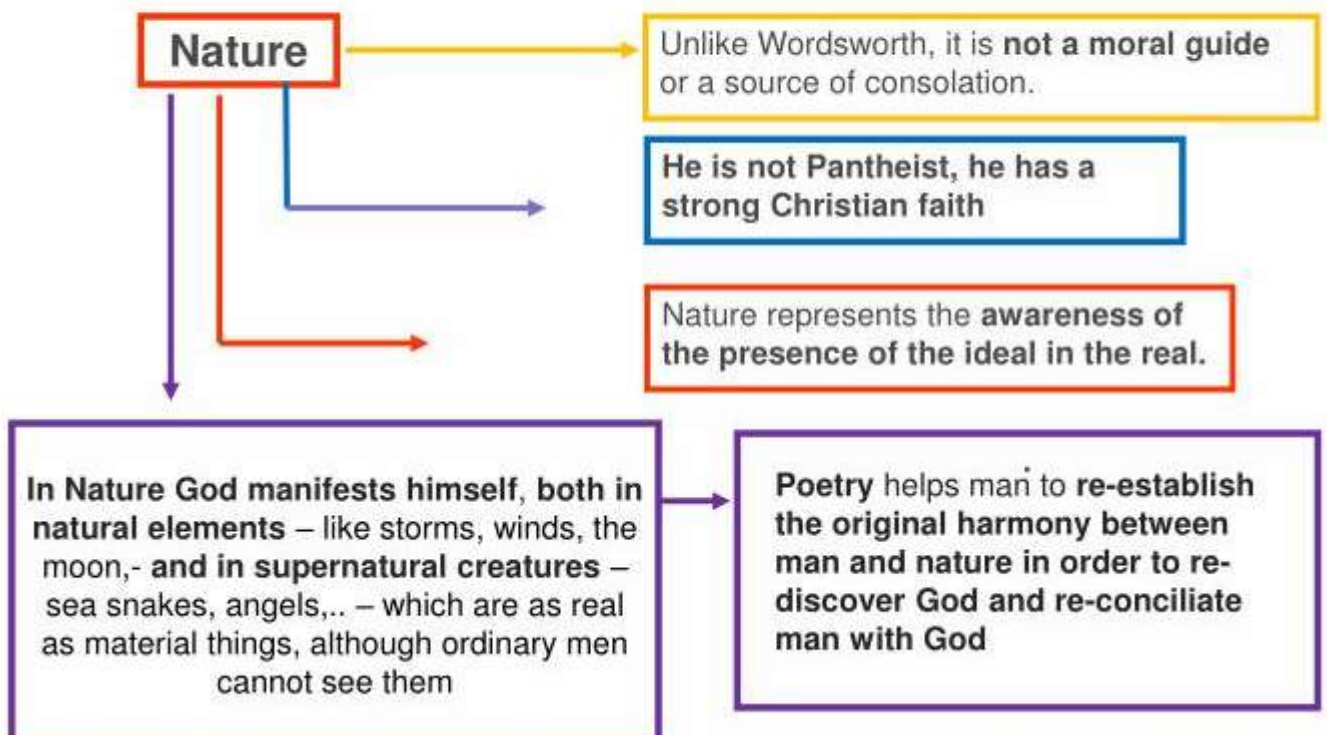 Nature
Unlike Wordsworth, it is not a moral guide
or a source of consolation.
He is not Pantheist, he has a
strong Christian faith
Nature represents the awareness of
the presence of the ideal in the real.
In Nature God manifests himself, both in
natural elements – like storms, winds, the
moon,- and in supernatural creatures –
sea snakes, angels,.. – which are as real
as material things, although ordinary men
cannot see them
Poetry helps man to re-establish
the original harmony between
man and nature in order to re-
discover God and re-conciliate
man with God